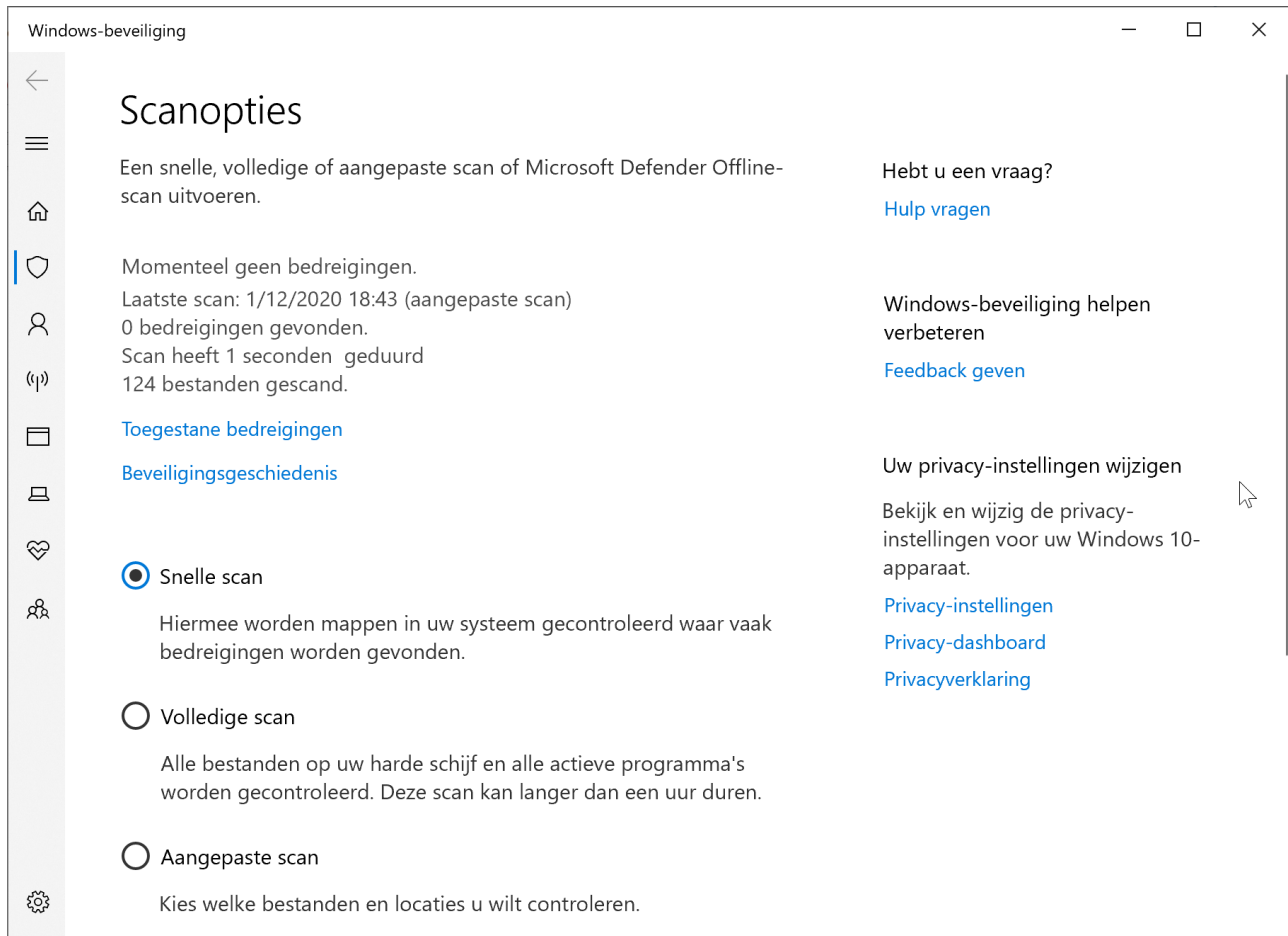 Windows-beveiliging
Scanopties
Een snelle, volledige of aangepaste scan of Microsoft Defender Offline-
scan uitvoeren.
Momenteel geen bedreigingen.
Laatste scan: 1/12/2020 18:43 (aangepaste scan)
0 bedreigingen gevonden.
Scan heeft 1 seconden  geduurd
124 bestanden gescand.
Toegestane bedreigingen
Beveiligingsgeschiedenis
Snelle scan
Hiermee worden mappen in uw systeem gecontroleerd waar vaak
bedreigingen worden gevonden.
Volledige scan
Alle bestanden op uw harde schijf en alle actieve programma's
worden gecontroleerd. Deze scan kan langer dan een uur duren.
Aangepaste scan
Kies welke bestanden en locaties u wilt controleren.
Hebt u een vraag?
Hulp vragen
Windows-beveiliging helpen
verbeteren
Feedback geven
Uw privacy-instellingen wijzigen
Bekijk en wijzig de privacy-
instellingen voor uw Windows 10-
apparaat.
Privacy-instellingen
Privacy-dashboard
Privacyverklaring